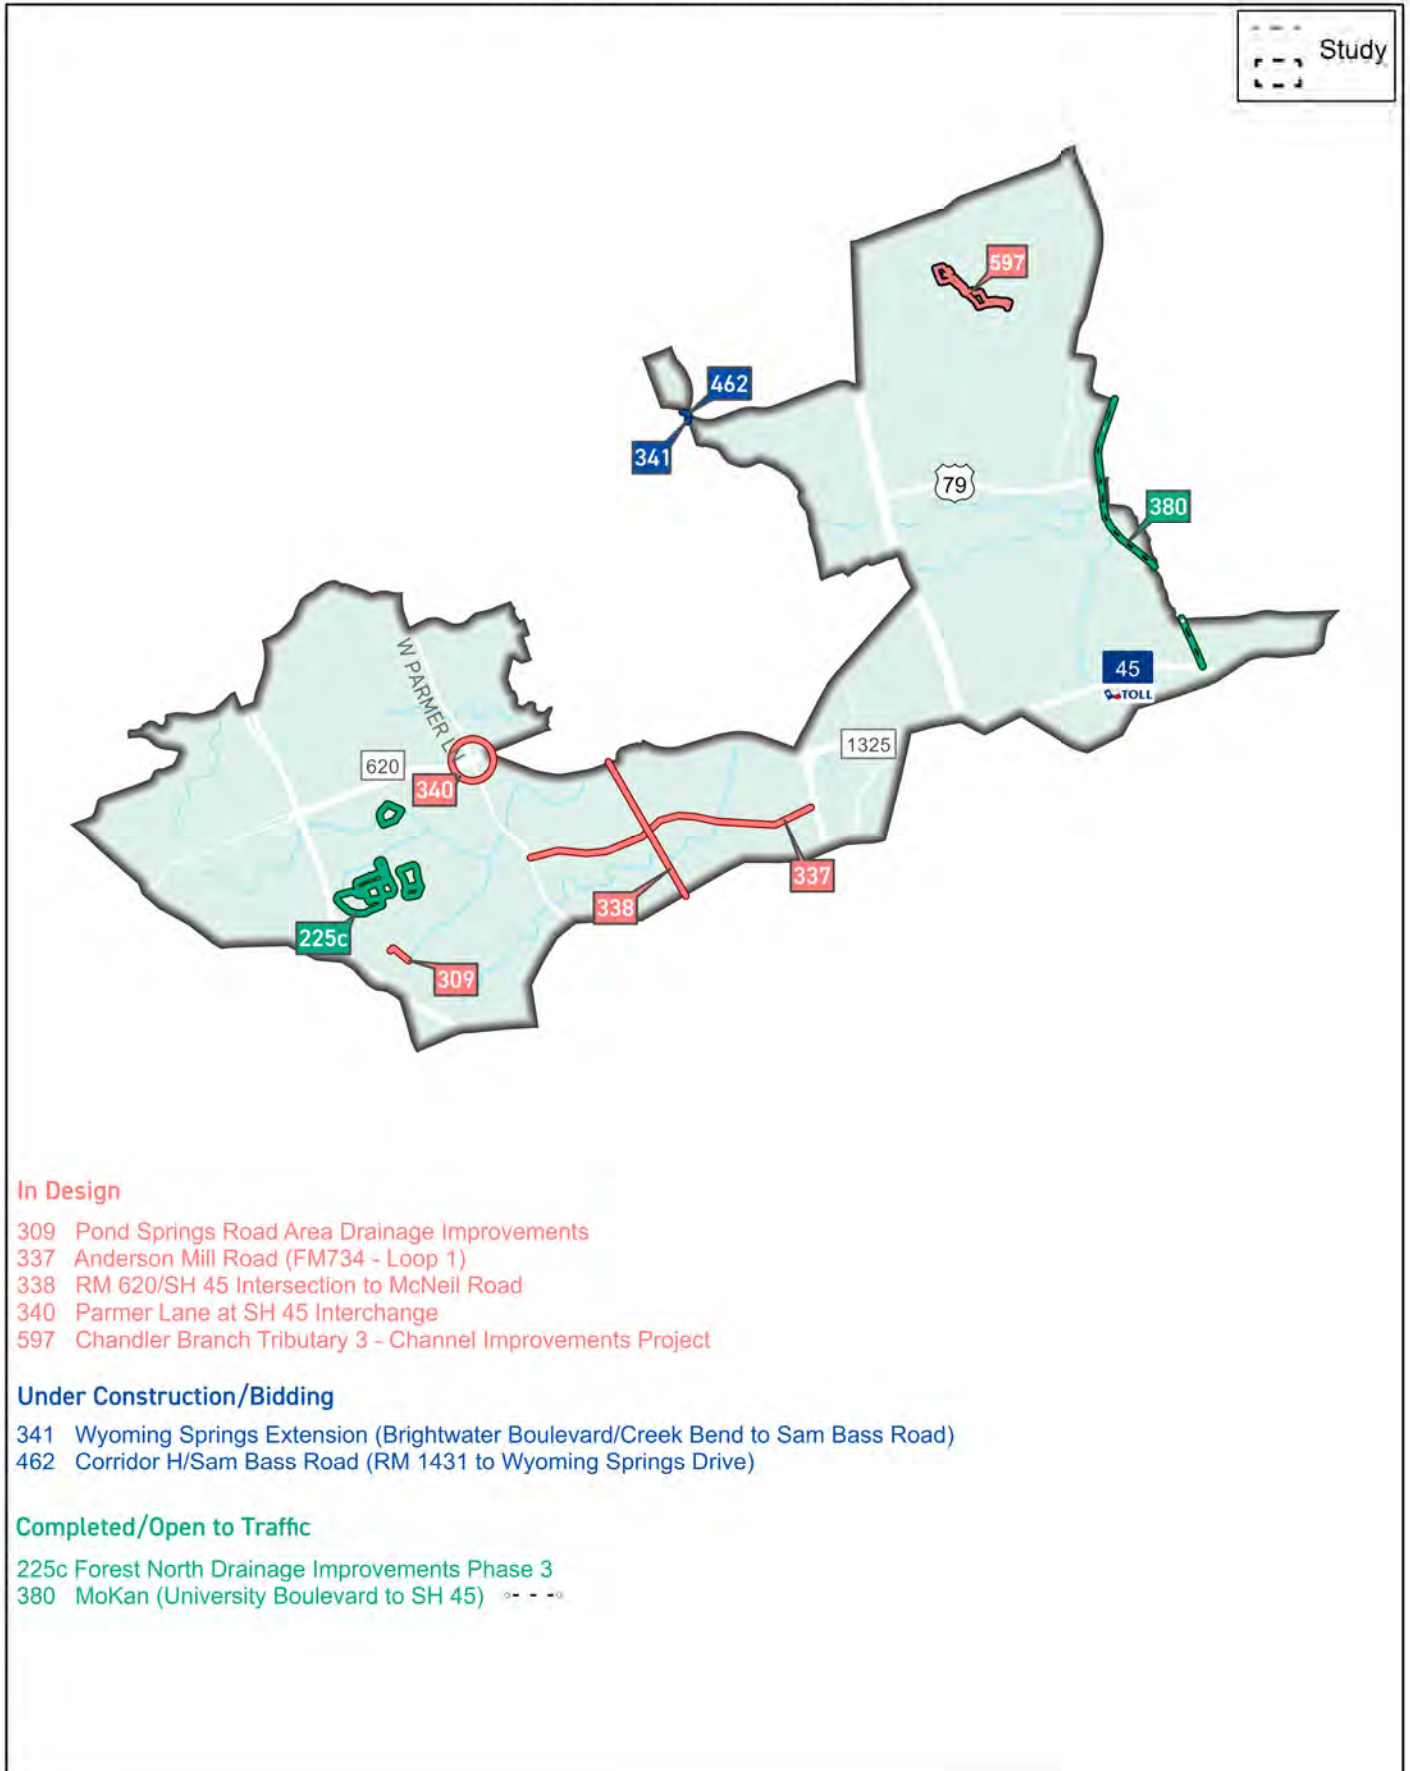 Study
597
462
341
79
380
45
TOLL
W PARMER LN
1325
620
340
337
338
225c
309
In Design
309 Pond Springs Road Area Drainage Improvements
337 Anderson Mill Road (FM734 - Loop 1)
338 RM 620/SH 45 Intersection to McNeil Road
340 Parmer Lane at SH 45 Interchange
597 Chandler Branch Tributary 3 - Channel Improvements Project
Under Construction/Bidding
341 Wyoming Springs Extension (Brightwater Boulevard/Creek Bend to Sam Bass Road)
462 Corridor H/Sam Bass Road (RM 1431 to Wyoming Springs Drive)
Completed/Open to Traffic
225c Forest North Drainage Improvements Phase 3
380 MoKan (University Boulevard to SH 45)